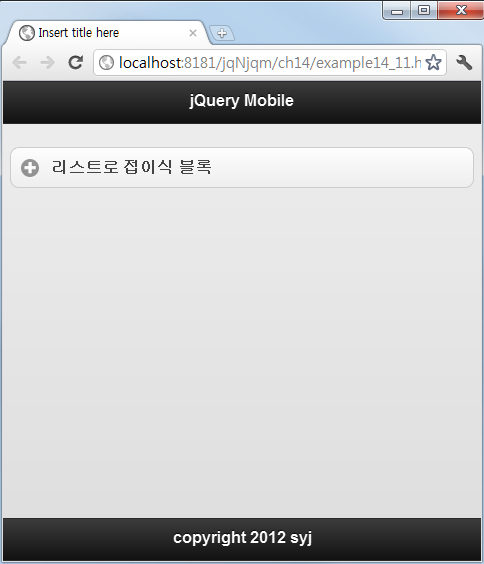 Insert title here
localhost:8181/jqNjqm/ch14/example14_11.h
jQuery Mobile
리스트로 접이식 블록
copyright 2012 syj